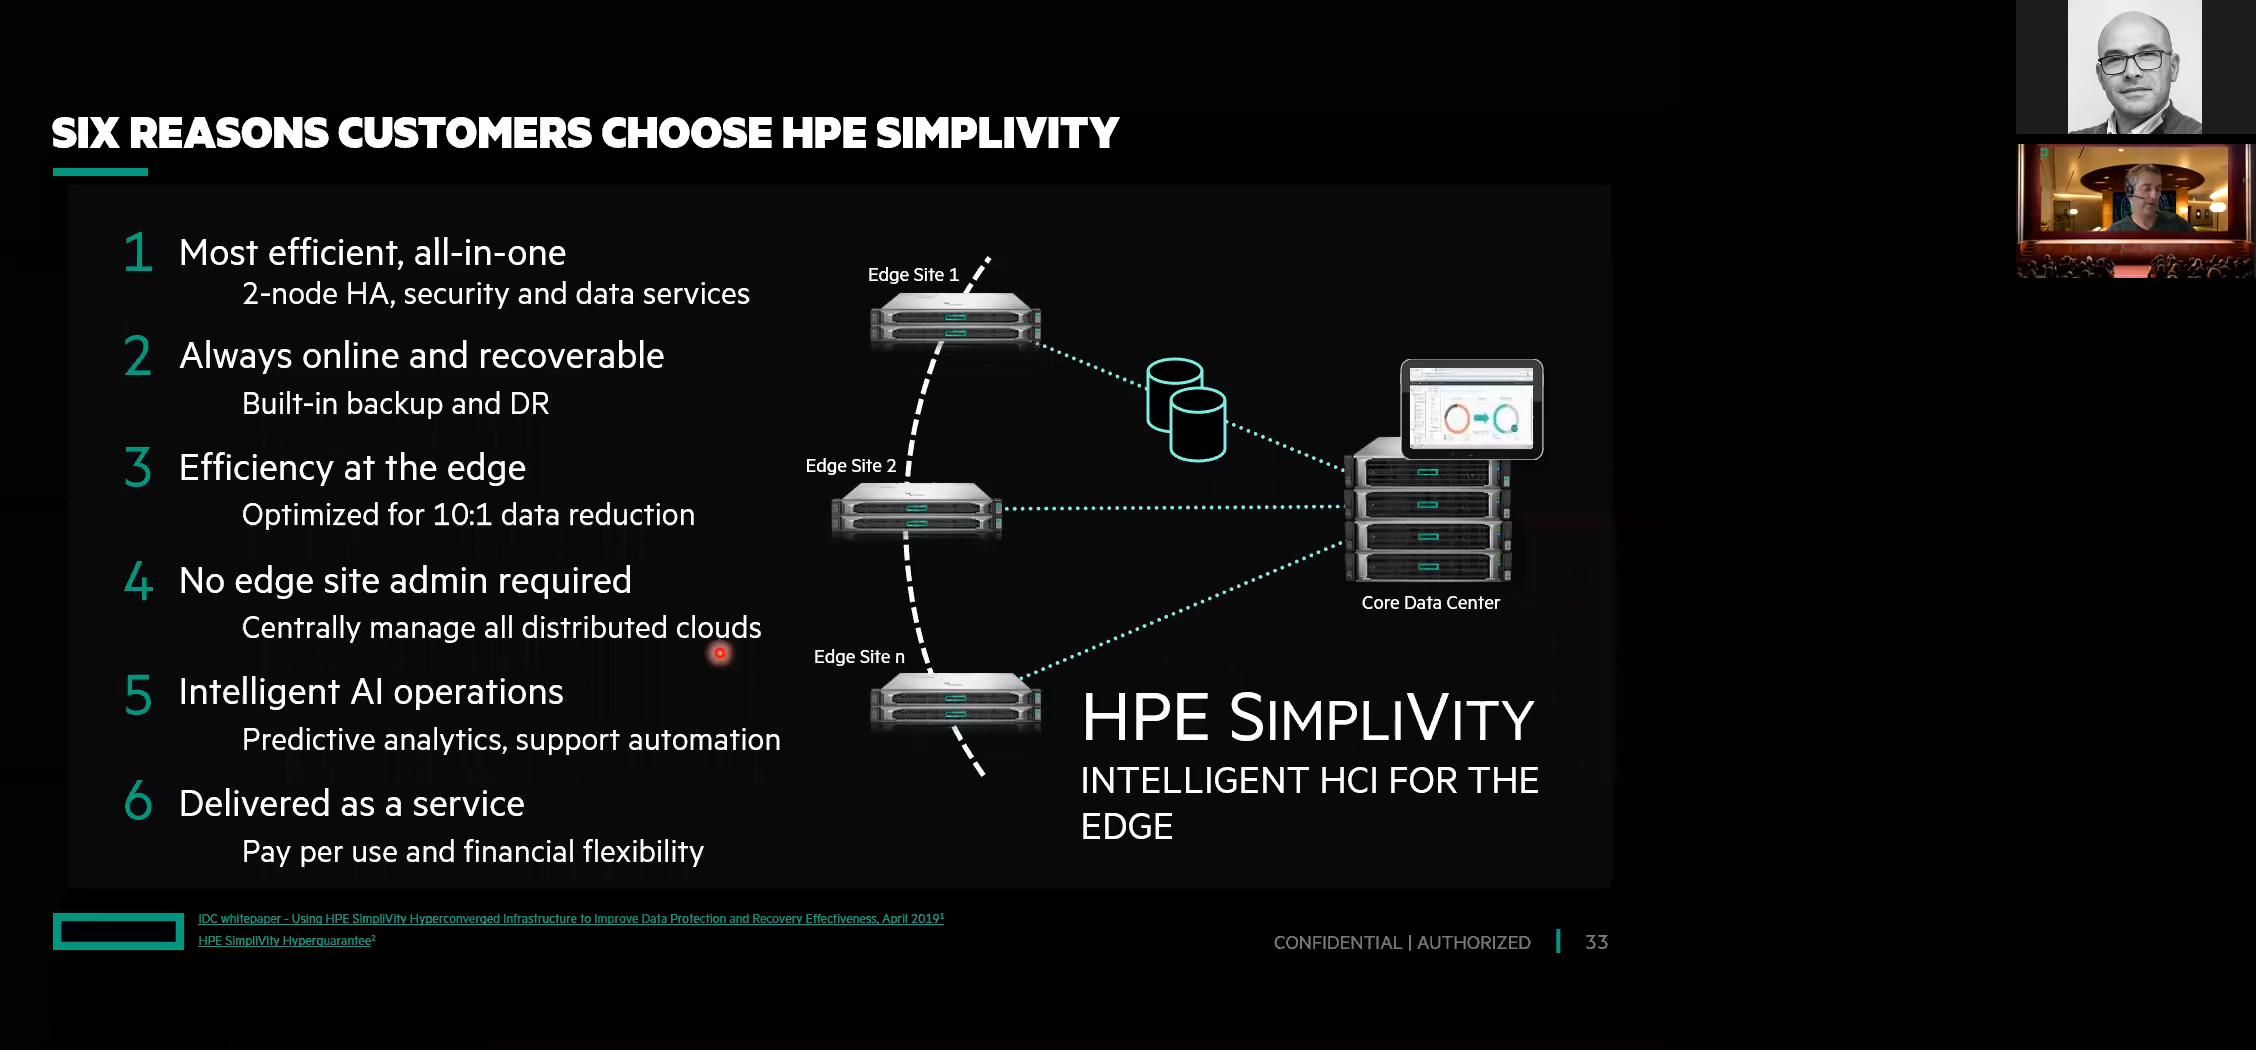 SIX REASONS CUSTOMERS CHOOSE HPE SIMPLIVITY
1 Most efficient, all-in-one
2-node HA, security and data services
2 Always online and recoverable
Built-in backup and DR
3 Efficiency at the edge
Optimized for 10:1 data reduction
4 No edge site admin required
Centrally manage all distributed clouds
5 Intelligent AI operations
Predictive analytics, support automation
6 Delivered as a service
Pay per use and financial flexibility
Edge Site 1
Edge Site 2
Edge Site n
Core Data Center
HPE SIMPLIVITY
INTELLIGENT HCI FOR THE
EDGE
IDC whitepaper - Using HPE SimpliVity Hyperconverged Infrastructure to Improve Data Protection and Recovery Effectiveness, April 2019¹
HPE SimpliVity Hyperguarantee²
CONFIDENTIAL | AUTHORIZED
33